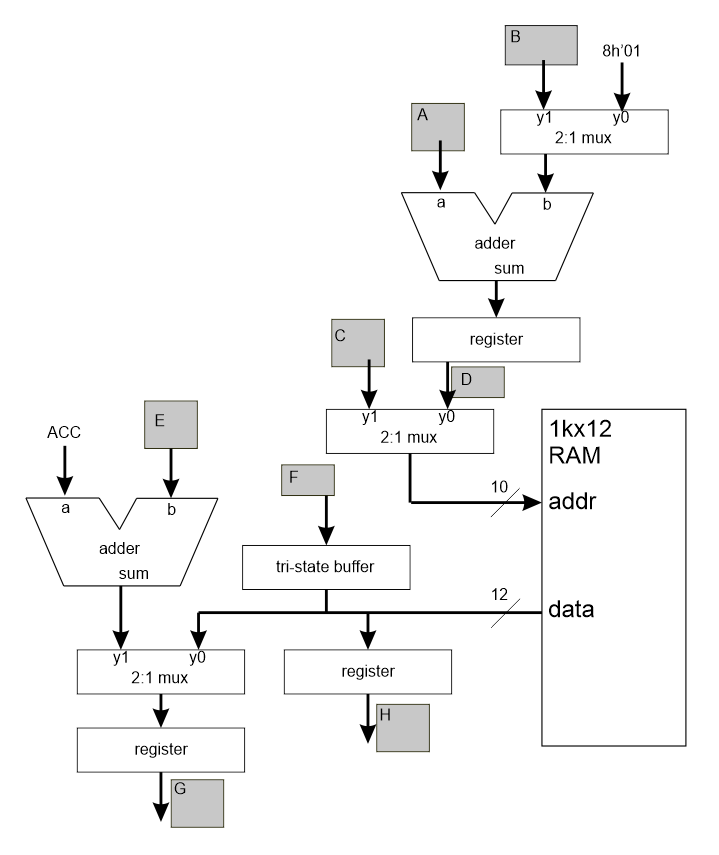 B
8h'01
y1 y0
2:1 mux
A
a b
adder
sum
register
C
D
y1 y0
2:1 mux
1kx12
RAM
10
addr
E
ACC
a b
adder
sum
F
tri-state buffer
12
data
y1 y0
2:1 mux
register
H
register
G